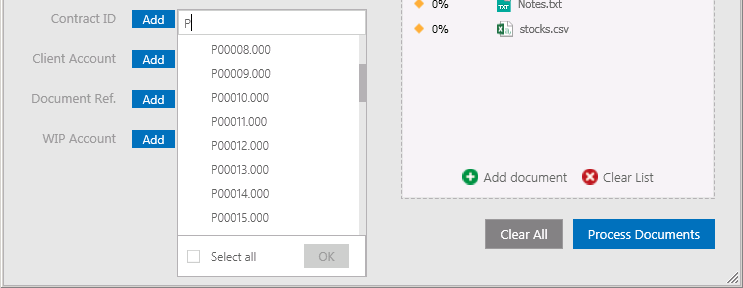 Contract ID Add P
Client Account Add
Document Ref. Add
WIP Account Add
P00008.000
P00009.000
P00010.000
P00011.000
P00012.000
P00013.000
P00014.000
P00015.000
Select all OK
0% TXT Notes.txt
0% stocks.csv
Add document Clear List
Clear All Process Documents